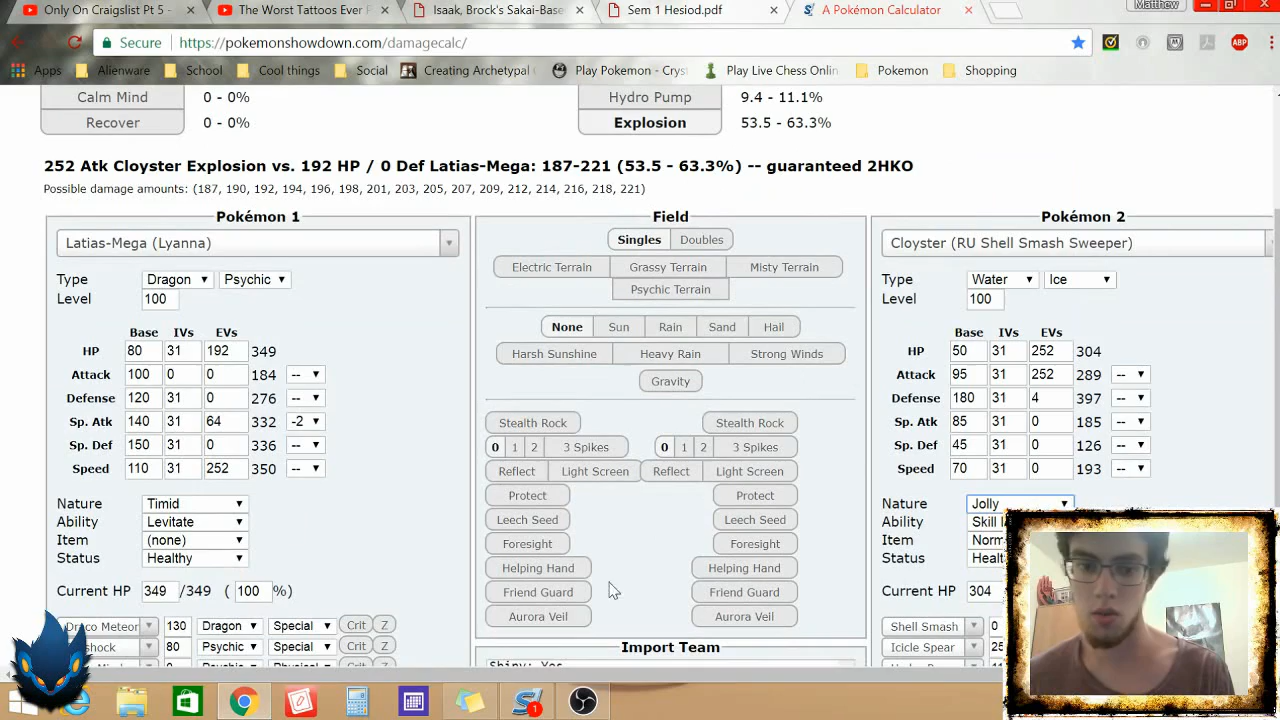 Only On Craigslist Pt 5 -
The Worst Tattoos Ever F
Isaak, Brock's Sakai-Base
Sem 1 Hesiod.pdf
A Pokémon Calculator
Matthew
Secure https://pokemonshowdown.com/damagecalc/
ABP
Apps Alienware School Cool things Social Creating Archetypal Play Pokemon - Crys Play Live Chess Onlin Pokemon Shopping
Calm Mind 0 - 0% Hydro Pump 9.4 - 11.1%
Recover 0 - 0% Explosion 53.5 - 63.3%
252 Atk Cloyster Explosion vs. 192 HP / 0 Def Latias-Mega: 187-221 (53.5 - 63.3%) -- guaranteed 2HKO
Possible damage amounts: (187, 190, 192, 194, 196, 198, 201, 203, 205, 207, 209, 212, 214, 216, 218, 221)
Pokémon 1
Latias-Mega (Lyanna)
Type Dragon Psychic
Level 100
Base IVs EVs
HP 80 31 192 349
Attack 100 0 0 184 --
Defense 120 31 0 276 --
Sp. Atk 140 31 64 332 -2
Sp. Def 150 31 0 336 --
Speed 110 31 252 350 --
Nature Timid
Ability Levitate
Item (none)
Status Healthy
Current HP 349 /349 ( 100 %)
Draco Meteor 130 Dragon Special Crit Z
shock 80 Psychic Special Crit Z
Field
Singles Doubles
Electric Terrain Grassy Terrain Misty Terrain
Psychic Terrain
None Sun Rain Sand Hail
Harsh Sunshine Heavy Rain Strong Winds
Gravity
Stealth Rock Stealth Rock
0 1 2 3 Spikes 0 1 2 3 Spikes
Reflect Light Screen Reflect Light Screen
Protect Protect
Leech Seed Leech Seed
Foresight Foresight
Helping Hand Helping Hand
Friend Guard Friend Guard
Aurora Veil Aurora Veil
Import Team
Shiny: Yes
Pokémon 2
Cloyster (RU Shell Smash Sweeper)
Type Water Ice
Level 100
Base IVs EVs
HP 50 31 252 304
Attack 95 31 252 289 --
Defense 180 31 4 397 --
Sp. Atk 85 31 0 185 --
Sp. Def 45 31 0 126 --
Speed 70 31 0 193 --
Nature Jolly
Ability Skill
Item Norm
Status Healt
Current HP 304
Shell Smash 0
Icicle Spear 25
1